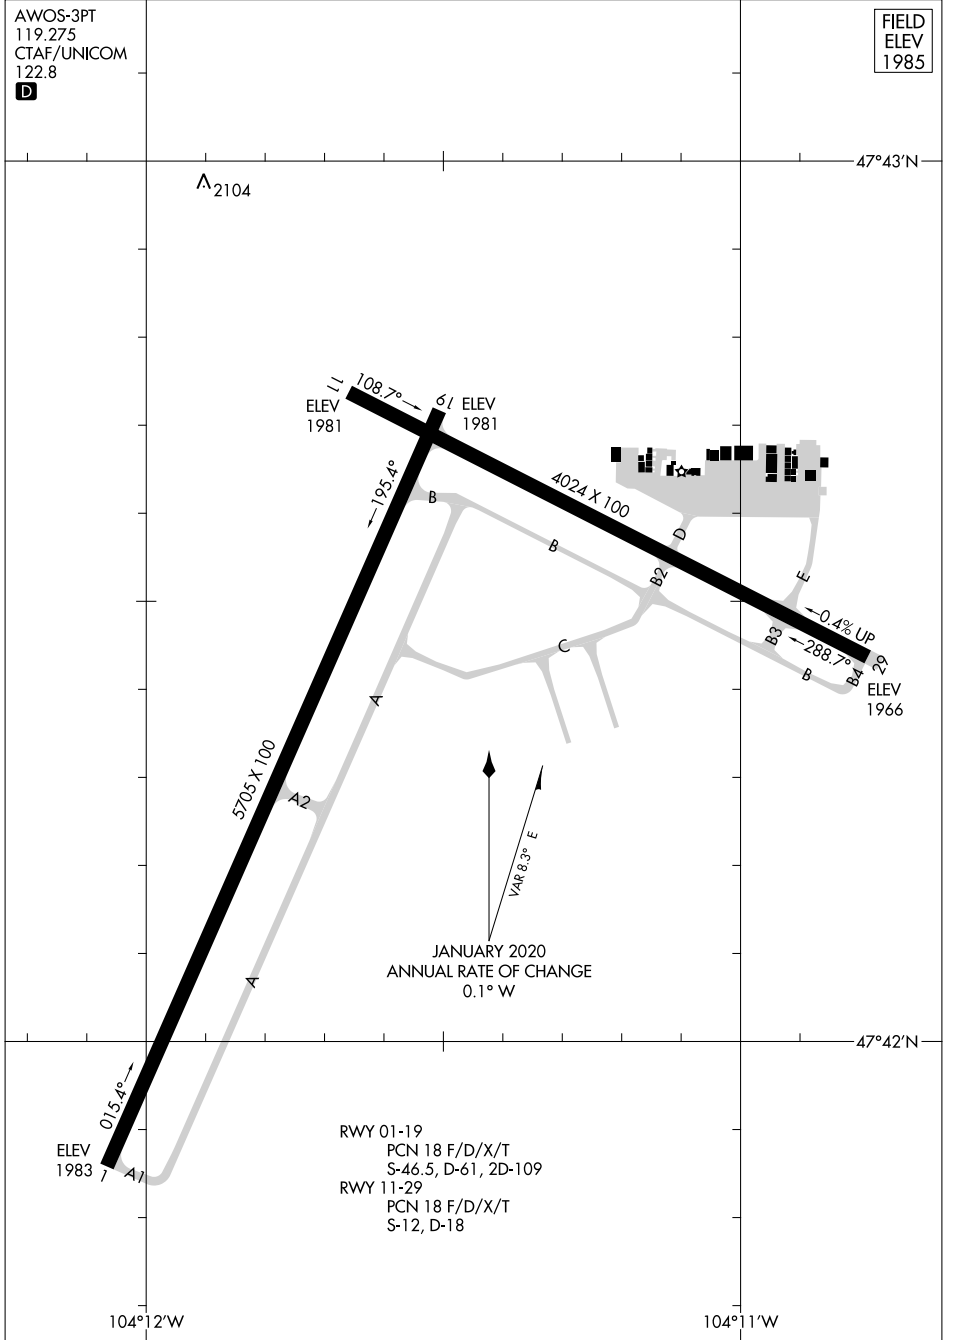 AWOS-3PT
119.275
CTAF/UNICOM
122.8
D
FIELD
ELEV
1985
47°43'N
2104
11
108.7°
ELEV
1981
19
ELEV
1981
195.4°
4024 X 100
B
B
D
B2
E
0.4% UP
B3
288.7°
29
B
B4
ELEV
1966
C
A
5705 X 100
A2
VAR 8.3° E
JANUARY 2020
ANNUAL RATE OF CHANGE
0.1° W
A
47°42'N
015.4°
ELEV
1983
1
A1
RWY 01-19
PCN 18 F/D/X/T
S-46.5, D-61, 2D-109
RWY 11-29
PCN 18 F/D/X/T
S-12, D-18
104°12'W
104°11'W